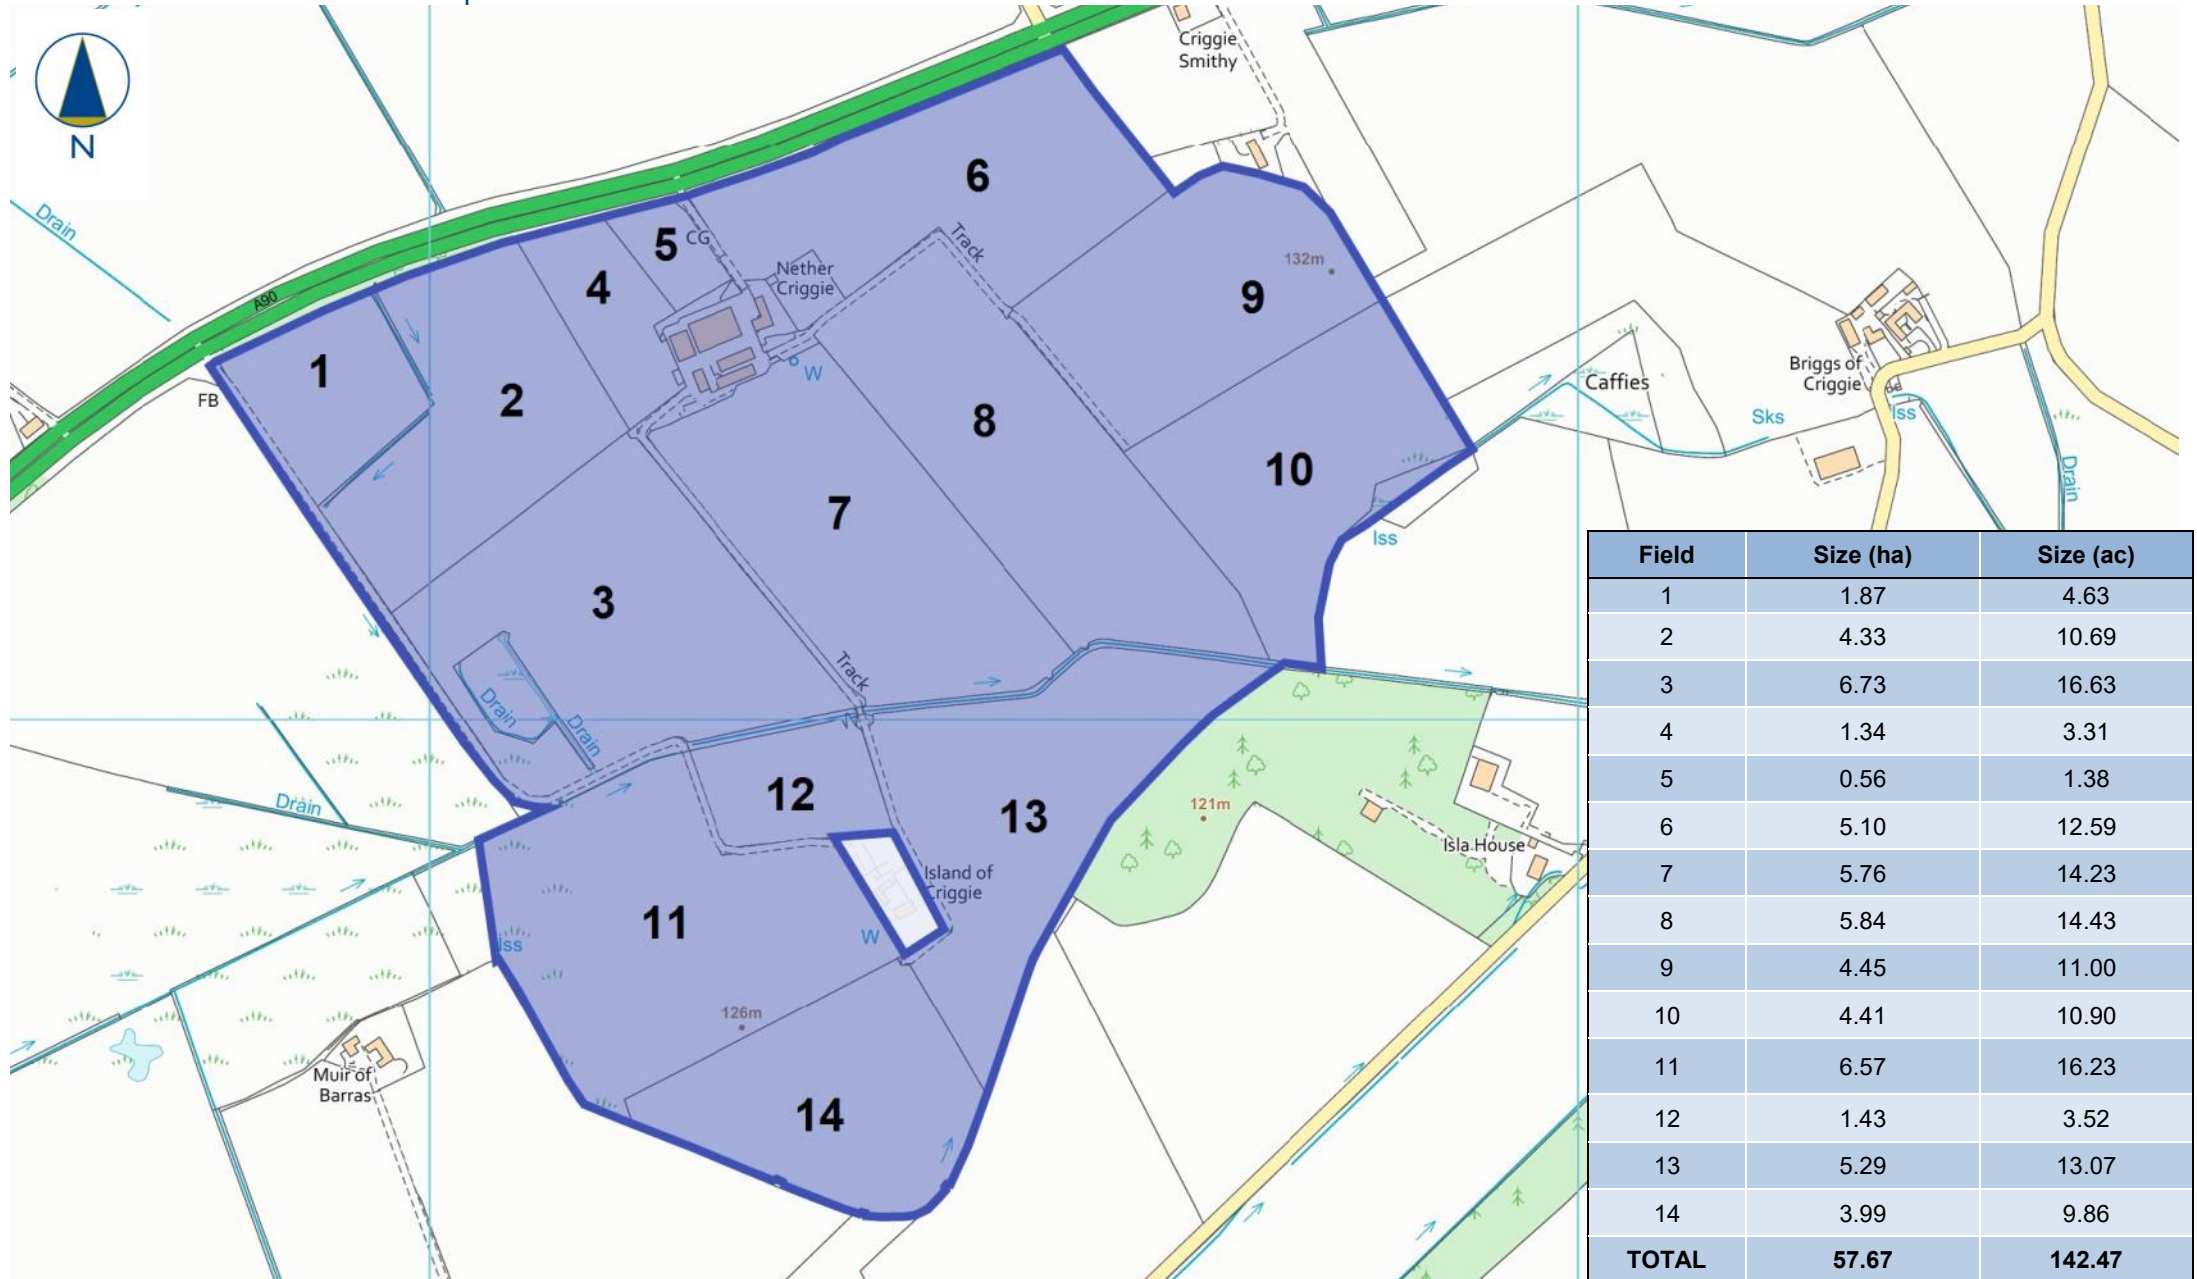 N
Drain
A90
FB
Criggie
Smithy
1
2
3
4
5
CG
6
Nether
Criggie
W
Track
7
8
9
132m
10
Iss
Caffies
Sks
Briggs of
Criggie
Iss
Drain
Drain
Drain
Track
Drain
11
12
13
14
Island of
Criggie
W
Iss
126m
121m
Isla House
Muir of
Barras
Field Size (ha) Size (ac)
1 1.87 4.63
2 4.33 10.69
3 6.73 16.63
4 1.34 3.31
5 0.56 1.38
6 5.10 12.59
7 5.76 14.23
8 5.84 14.43
9 4.45 11.00
10 4.41 10.90
11 6.57 16.23
12 1.43 3.52
13 5.29 13.07
14 3.99 9.86
TOTAL 57.67 142.47